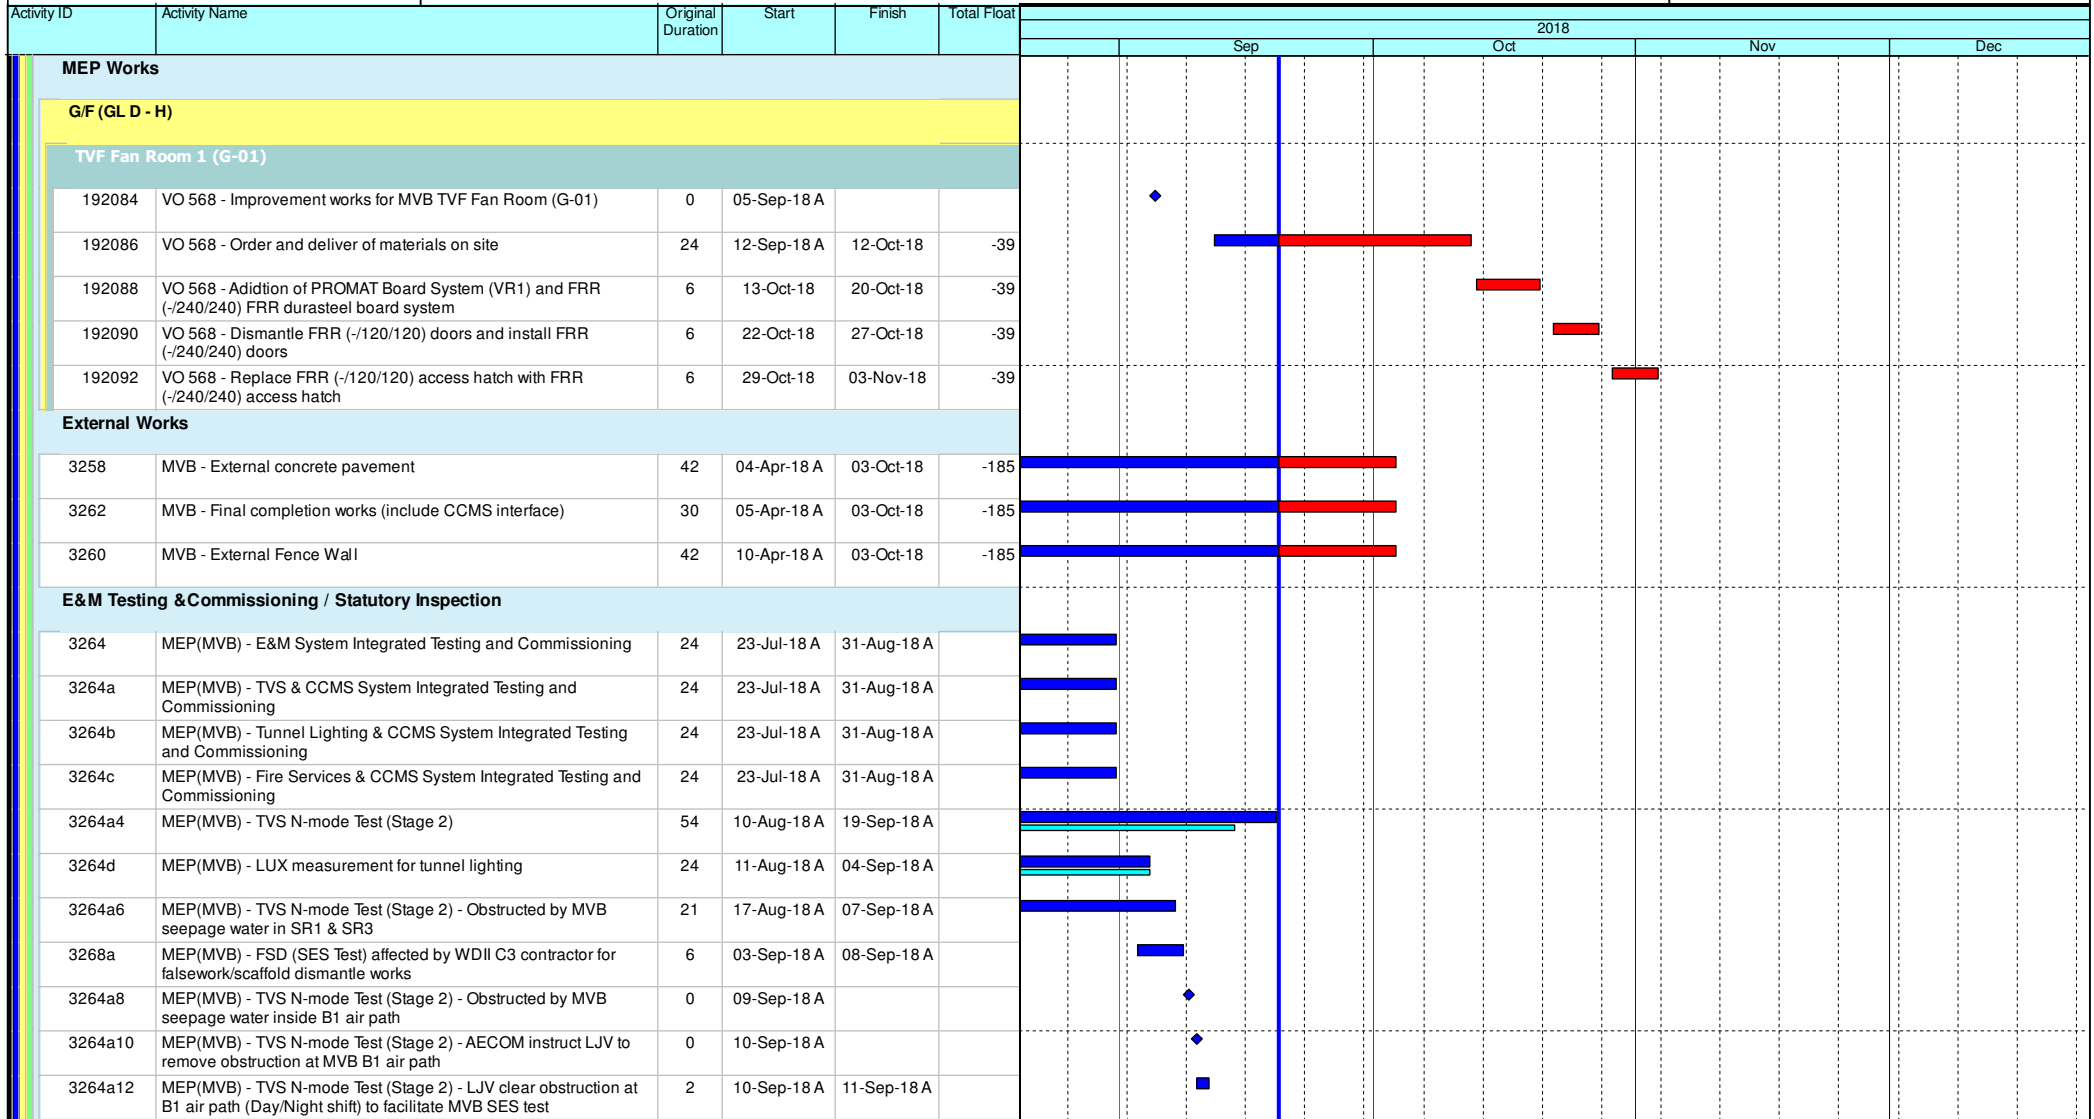 Activity ID Activity Name Original Duration Start Finish Total Float
2018
Sep Oct Nov Dec
MEP Works
G/F (GL D - H)
TVF Fan Room 1 (G-01)
192084 VO 568 - Improvement works for MVB TVF Fan Room (G-01) 0 05-Sep-18 A
192086 VO 568 - Order and deliver of materials on site 24 12-Sep-18 A 12-Oct-18 -39
192088 VO 568 - Adidtion of PROMAT Board System (VR1) and FRR 6 13-Oct-18 20-Oct-18 -39
(-/240/240) FRR durasteel board system
192090 VO 568 - Dismantle FRR (-/120/120) doors and install FRR 6 22-Oct-18 27-Oct-18 -39
(-/240/240) doors
192092 VO 568 - Replace FRR (-/120/120) access hatch with FRR 6 29-Oct-18 03-Nov-18 -39
(-/240/240) access hatch
External Works
3258 MVB - External concrete pavement 42 04-Apr-18 A 03-Oct-18 -185
3262 MVB - Final completion works (include CCMS interface) 30 05-Apr-18 A 03-Oct-18 -185
3260 MVB - External Fence Wall 42 10-Apr-18 A 03-Oct-18 -185
E&M Testing &Commissioning / Statutory Inspection
3264 MEP(MVB) - E&M System Integrated Testing and Commissioning 24 23-Jul-18 A 31-Aug-18 A
3264a MEP(MVB) - TVS & CCMS System Integrated Testing and 24 23-Jul-18 A 31-Aug-18 A
Commissioning
3264b MEP(MVB) - Tunnel Lighting & CCMS System Integrated Testing 24 23-Jul-18 A 31-Aug-18 A
and Commissioning
3264c MEP(MVB) - Fire Services & CCMS System Integrated Testing and 24 23-Jul-18 A 31-Aug-18 A
Commissioning
3264a4 MEP(MVB) - TVS N-mode Test (Stage 2) 54 10-Aug-18 A 19-Sep-18 A
3264d MEP(MVB) - LUX measurement for tunnel lighting 24 11-Aug-18 A 04-Sep-18 A
3264a6 MEP(MVB) - TVS N-mode Test (Stage 2) - Obstructed by MVB 21 17-Aug-18 A 07-Sep-18 A
seepage water in SR1 & SR3
3268a MEP(MVB) - FSD (SES Test) affected by WDII C3 contractor for 6 03-Sep-18 A 08-Sep-18 A
falsework/scaffold dismantle works
3264a8 MEP(MVB) - TVS N-mode Test (Stage 2) - Obstructed by MVB 0 09-Sep-18 A
seepage water inside B1 air path
3264a10 MEP(MVB) - TVS N-mode Test (Stage 2) - AECOM instruct LJV to 0 10-Sep-18 A
remove obstruction at MVB B1 air path
3264a12 MEP(MVB) - TVS N-mode Test (Stage 2) - LJV clear obstruction at 2 10-Sep-18 A 11-Sep-18 A
B1 air path (Day/Night shift) to facilitate MVB SES test